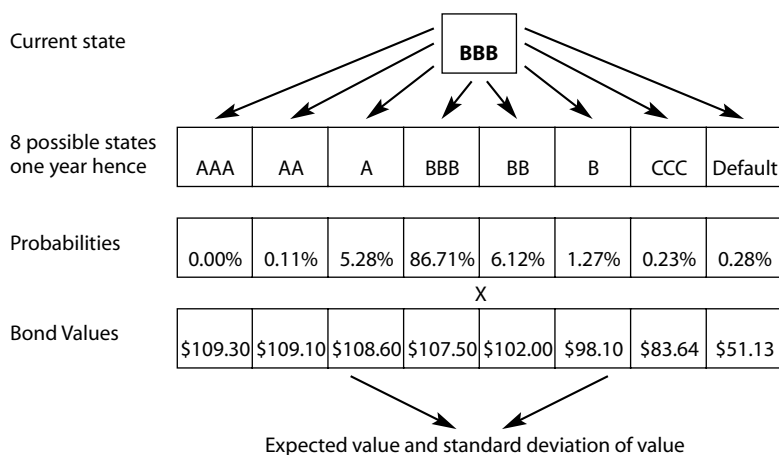 Current state
BBB
8 possible states
one year hence
AAA AA A BBB BB B CCC Default
Probabilities
0.00% 0.11% 5.28% 86.71% 6.12% 1.27% 0.23% 0.28%
X
Bond Values
$109.30 $109.10 $108.60 $107.50 $102.00 $98.10 $83.64 $51.13
Expected value and standard deviation of value